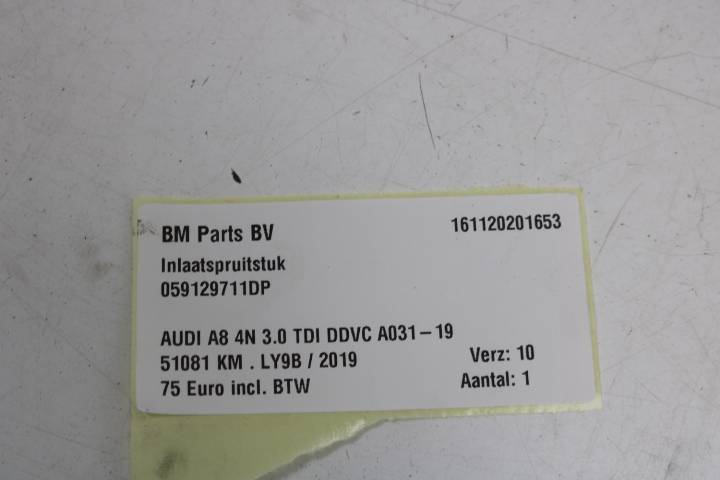 BM Parts BV 161120201653
Inlaatspruitstuk
059129711DP
AUDI A8 4N 3.0 TDI DDVC A031-19
51081 KM . LY9B / 2019 Verz: 10
75 Euro incl. BTW Aantal: 1